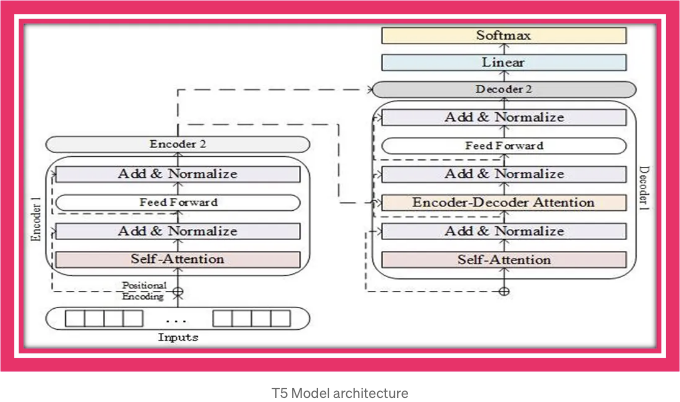 Softmax
Linear
Decoder 2
Add & Normalize
Feed Forward
Add & Normalize
Encoder-Decoder Attention
Add & Normalize
Self-Attention
Decoder 1
Encoder 2
Add & Normalize
Feed Forward
Add & Normalize
Self-Attention
Encoder 1
Positional
Encoding
...
Inputs
T5 Model architecture